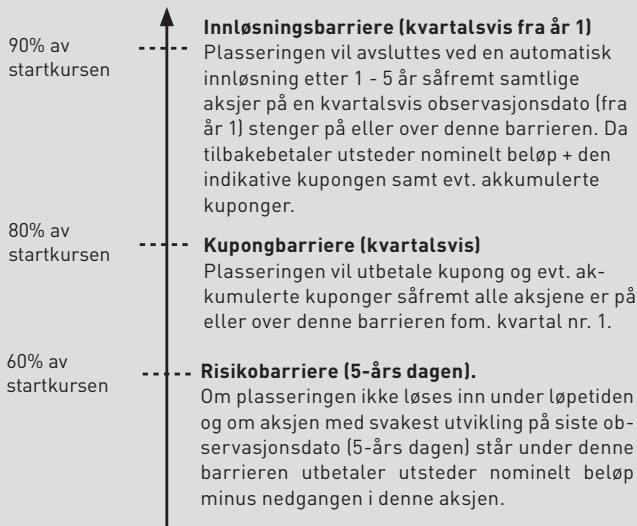 90% av
startkursen
Innløsningsbarriere (kvartalsvis fra år 1)
Plasseringen vil avsluttes ved en automatisk
innløsning etter 1 - 5 år såfremt samtlige
aksjer på en kvartalsvis observasjonsdato (fra
år 1) stenger på eller over denne barrieren. Da
tilbakebetaler utsteder nominelt beløp + den
indikative kupongen samt evt. akkumulerte
kuponger.
80% av
startkursen
Kupongbarriere (kvartalsvis)
Plasseringen vil utbetale kupong og evt. ak-
kumulerte kuponger såfremt alle aksjene er på
eller over denne barrieren fom. kvartal nr. 1.
60% av
startkursen
Risikobarriere (5-års dagen).
Om plasseringen ikke løses inn under løpetiden
og om aksjen med svakest utvikling på siste ob-
servasjonsdato (5-års dagen) står under denne
barrieren utbetaler utsteder nominelt beløp
minus nedgangen i denne aksjen.